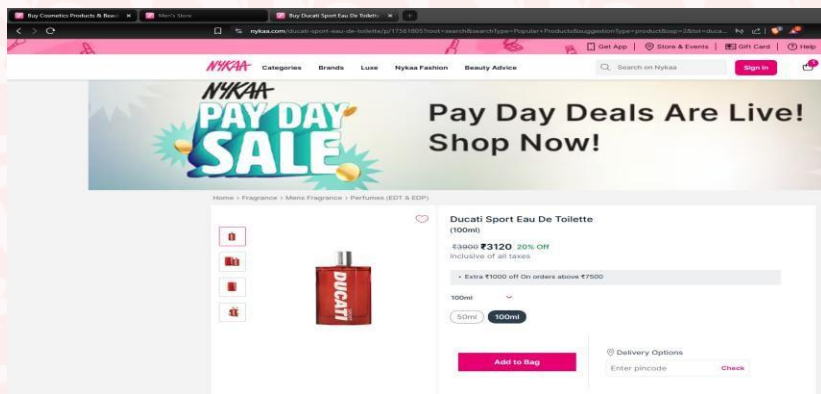 Buy Cosmetics Products & Beau
Men's Store
Buy Ducati Sport Eau De Toilette
Get App | Store & Events | Gift Card | Help
NYKAA Categories Brands Luxe Nykaa Fashion Beauty Advice Search on Nykaa Sign in
NYKAA
PAY DAY
SALE
Pay Day Deals Are Live!
Shop Now!
Home > Fragrance > Mens Fragrance > Perfumes (EDT & EDP)
DUCATI
SPORT
Ducati Sport Eau De Toilette
(100ml)
₹3900 ₹3120 20% Off
inclusive of all taxes
• Extra ₹1000 off On orders above ₹7500
100ml
50ml 100ml
Add to Bag
Delivery Options
Enter pincode Check